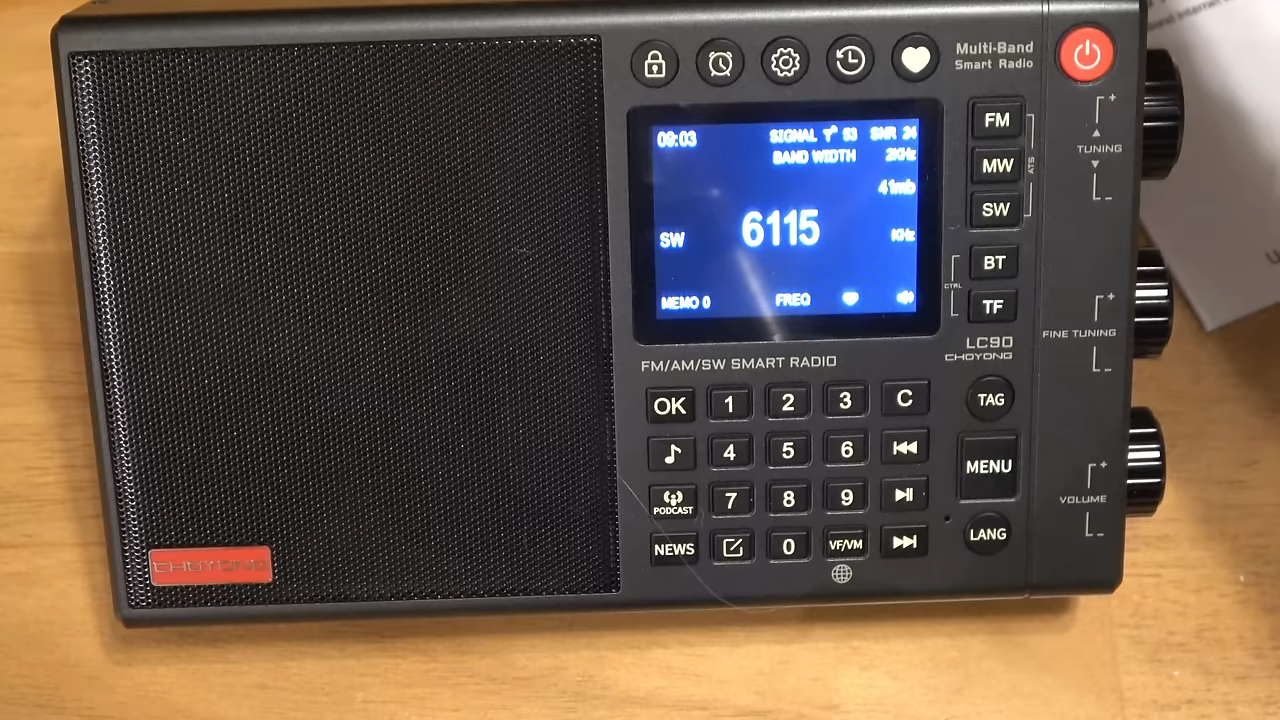 Multi-Band
Smart Radio
09:03
SIGNAL 53 SNR 24
BAND WIDTH 2KHz
41mb
SW 6115 KHz
MEMO 0 FREQ
FM
MW
SW
ATS
BT
TF
CTRL
TUNING
+
-
FINE TUNING
+
-
VOLUME
+
-
LC90
CHOYONG
FM/AM/SW SMART RADIO
OK 1 2 3 C
TAG
4 5 6
MENU
PODCAST 7 8 9
NEWS 0 VF/VM
LANG
CHOYONG